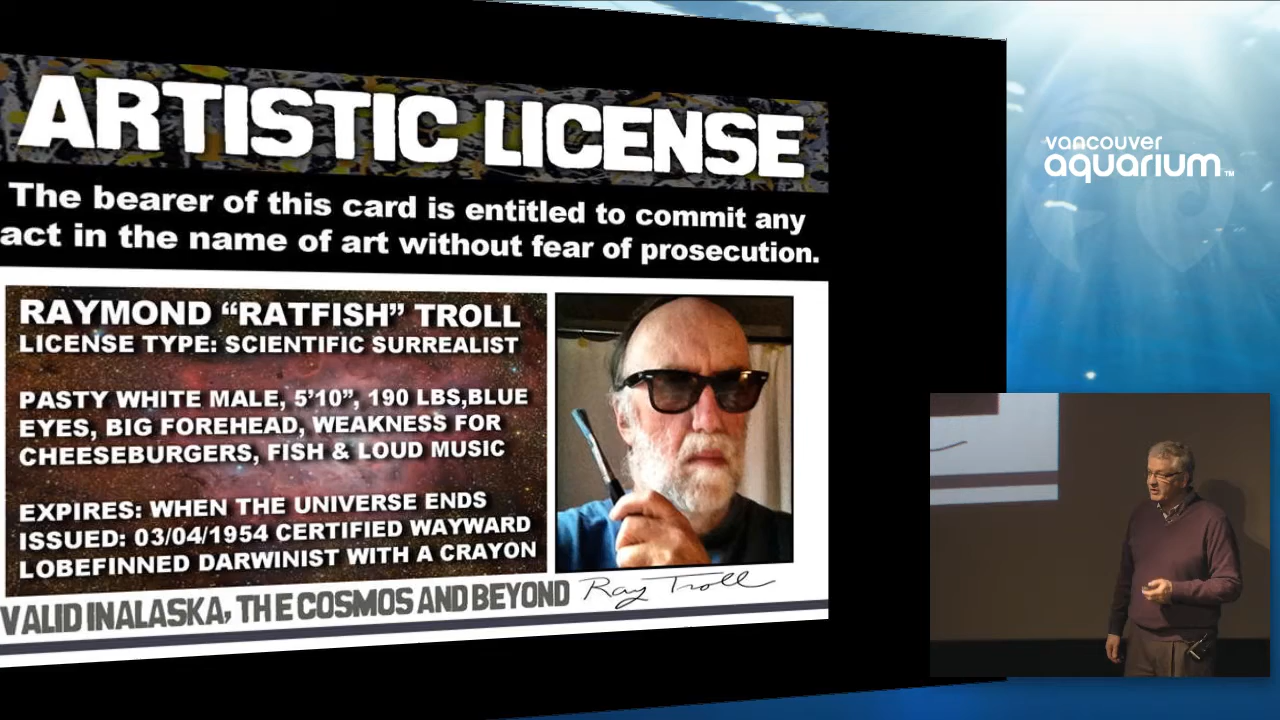 ARTISTIC LICENSE
The bearer of this card is entitled to commit any
act in the name of art without fear of prosecution.
RAYMOND “RATFISH” TROLL
LICENSE TYPE: SCIENTIFIC SURREALIST
PASTY WHITE MALE, 5’10”, 190 LBS,BLUE
EYES, BIG FOREHEAD, WEAKNESS FOR
CHEESEBURGERS, FISH & LOUD MUSIC
EXPIRES: WHEN THE UNIVERSE ENDS
ISSUED: 03/04/1954 CERTIFIED WAYWARD
LOBEFINNED DARWINIST WITH A CRAYON
VALID INALASKA, THE COSMOS AND BEYOND
Ray Troll
vancouver
aquarium™